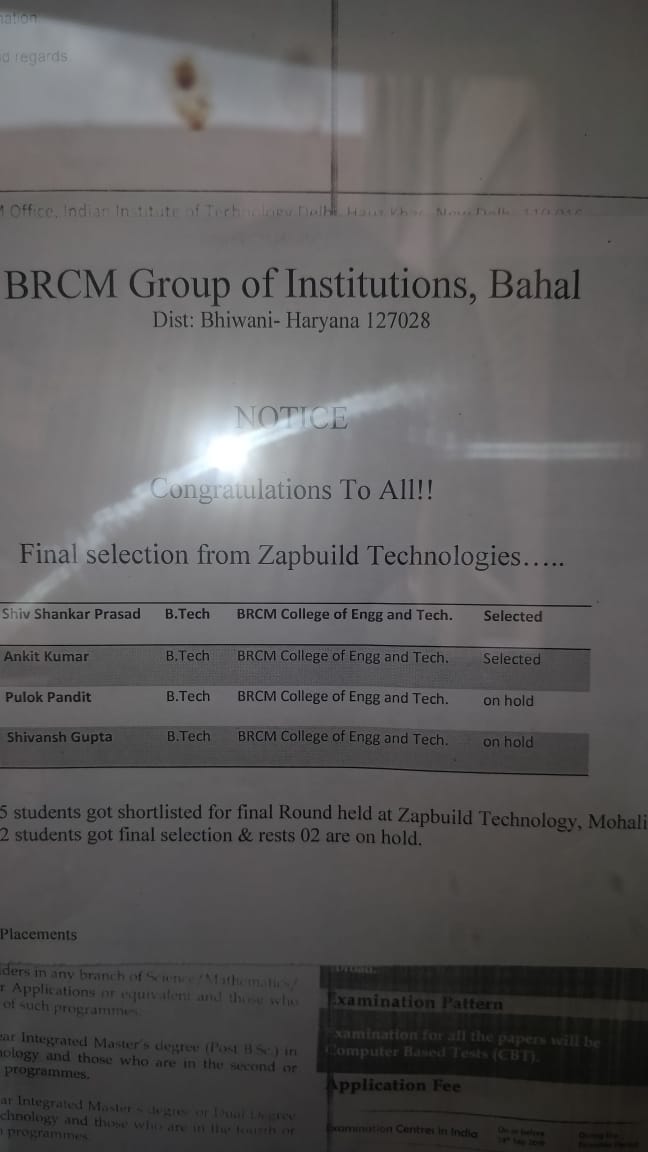 nation
d regards.
Office, Indian Institute of Technology Delhi, Hauz Khas, New Delhi
BRCM Group of Institutions, Bahal
Dist: Bhiwani- Haryana 127028
NOTICE
Congratulations To All!!
Final selection from Zapbuild Technologies.....
Shiv Shankar Prasad B.Tech BRCM College of Engg and Tech. Selected
Ankit Kumar B.Tech BRCM College of Engg and Tech. Selected
Pulok Pandit B.Tech BRCM College of Engg and Tech. on hold
Shivansh Gupta B.Tech BRCM College of Engg and Tech. on hold
5 students got shortlisted for final Round held at Zapbuild Technology, Mohali
2 students got final selection & rests 02 are on hold.
Placements
ders in any branch of Science/Mathematics/
r Applications or equivalent and those who
of such programmes.
ear Integrated Master's degree (Post B.Sc.) in
nology and those who are in the second or
programmes.
ar Integrated Master's degree or Dual Degree
chnology and those who are in the fourth or
programmes
Examination Pattern
Examination for all the papers will be
Computer Based Tests (CBT).
Application Fee
Examination Centres in India On or before